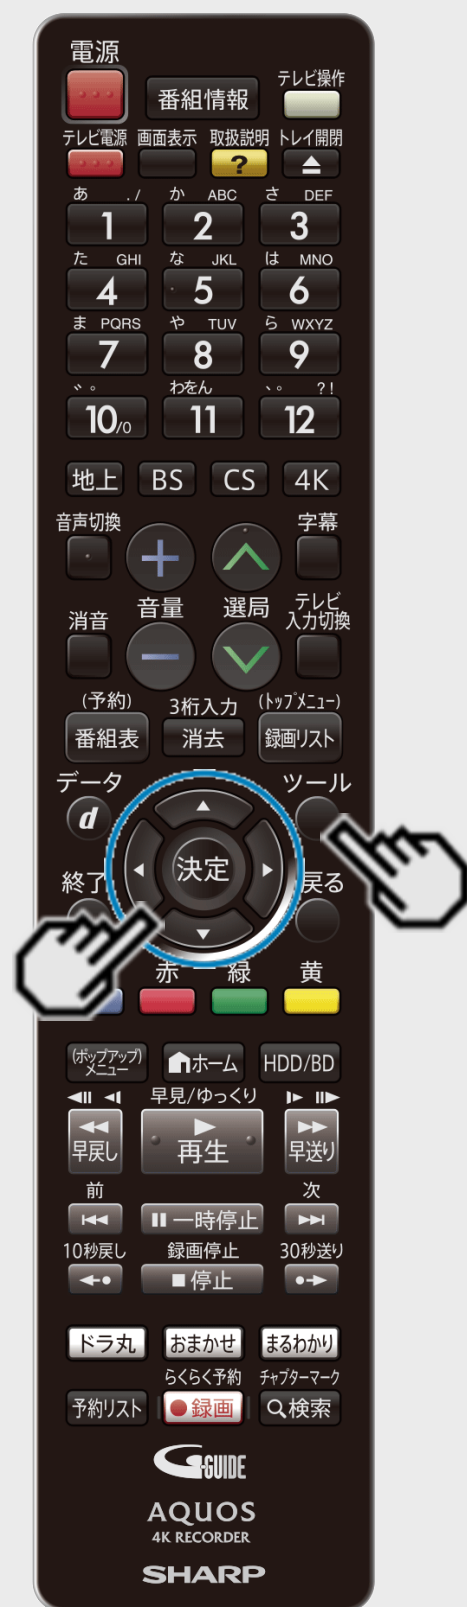 電源
番組情報
テレビ操作
テレビ電源 画面表示 取扱説明 トレイ開閉
?
あ ./ か ABC さ DEF
1 2 3
た GHI な JKL は MNO
4 5 6
ま PQRS や TUV ら WXYZ
7 8 9
゛゜ わをん 、。 ?!
10/0 11 12
地上 BS CS 4K
音声切換 字幕
消音 音量 選局 テレビ
入力切換
(予約) 3桁入力 (トップメニュー)
番組表 消去 録画リスト
データ ツール
d
決定
終了 戻る
赤 緑 黄
(ポップアップ)
メニュー
ホーム HDD/BD
早見/ゆっくり
早戻し 再生 早送り
前 次
一時停止
10秒戻し 録画停止 30秒送り
停止
ドラ丸 おまかせ まるわかり
らくらく予約 チャプターマーク
予約リスト 録画 検索
G-GUIDE
AQUOS
4K RECORDER
SHARP